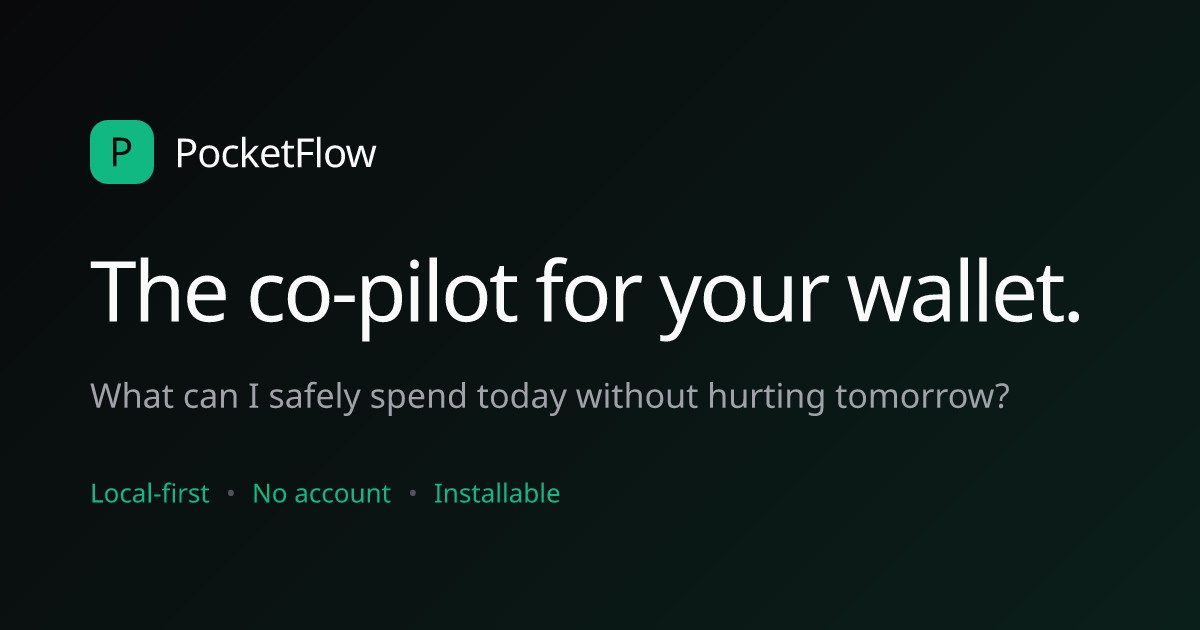 P PocketFlow
The co-pilot for your wallet.
What can I safely spend today without hurting tomorrow?
Local-first • No account • Installable